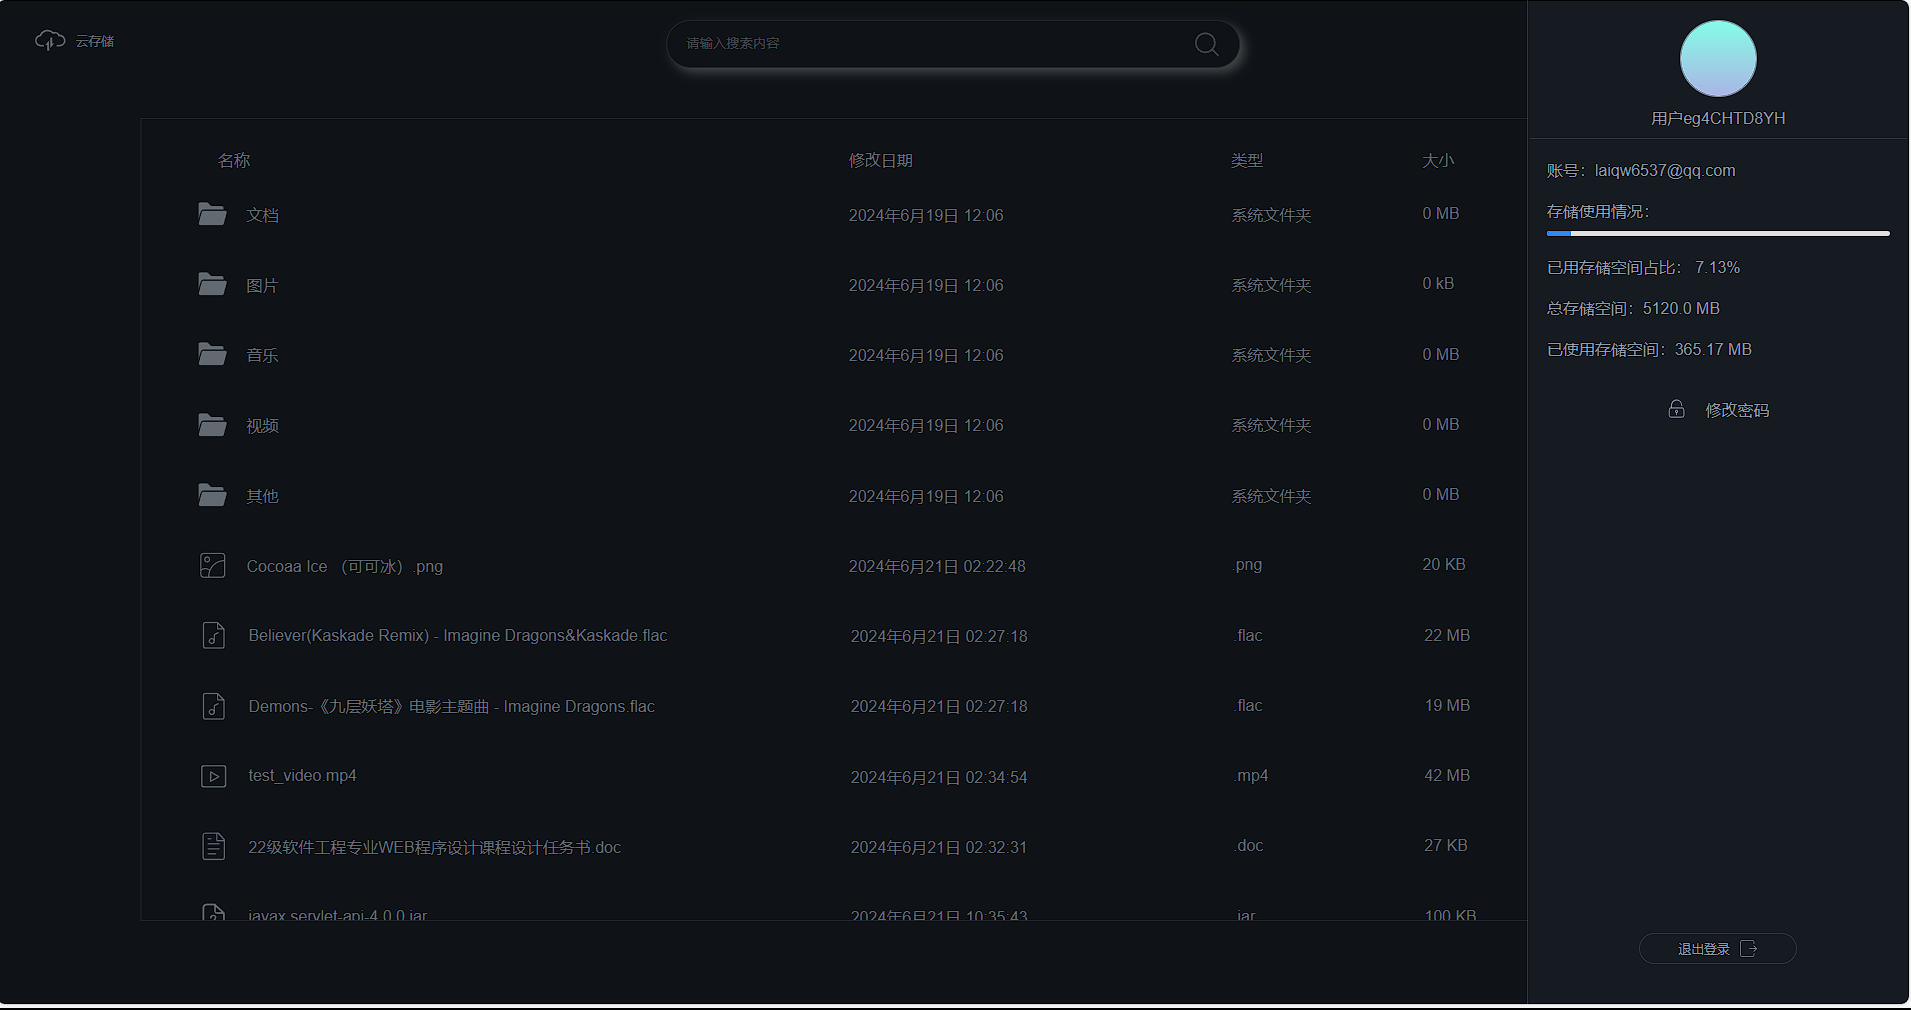 云存储
请输入搜索内容
名称 修改日期 类型 大小
文档 2024年6月19日 12:06 系统文件夹 0 MB
图片 2024年6月19日 12:06 系统文件夹 0 kB
音乐 2024年6月19日 12:06 系统文件夹 0 MB
视频 2024年6月19日 12:06 系统文件夹 0 MB
其他 2024年6月19日 12:06 系统文件夹 0 MB
Cocoaa Ice （可可冰）.png 2024年6月21日 02:22:48 .png 20 KB
Believer(Kaskade Remix) - Imagine Dragons&Kaskade.flac 2024年6月21日 02:27:18 .flac 22 MB
Demons-《九层妖塔》电影主题曲 - Imagine Dragons.flac 2024年6月21日 02:27:18 .flac 19 MB
test_video.mp4 2024年6月21日 02:34:54 .mp4 42 MB
22级软件工程专业WEB程序设计课程设计任务书.doc 2024年6月21日 02:32:31 .doc 27 KB
javax.servlet-api-4.0.0.jar 2024年6月21日 10:35:43 .jar 100 KB
用户eg4CHTD8YH
账号：laiqw6537@qq.com
存储使用情况：
已用存储空间占比： 7.13%
总存储空间：5120.0 MB
已使用存储空间：365.17 MB
修改密码
退出登录